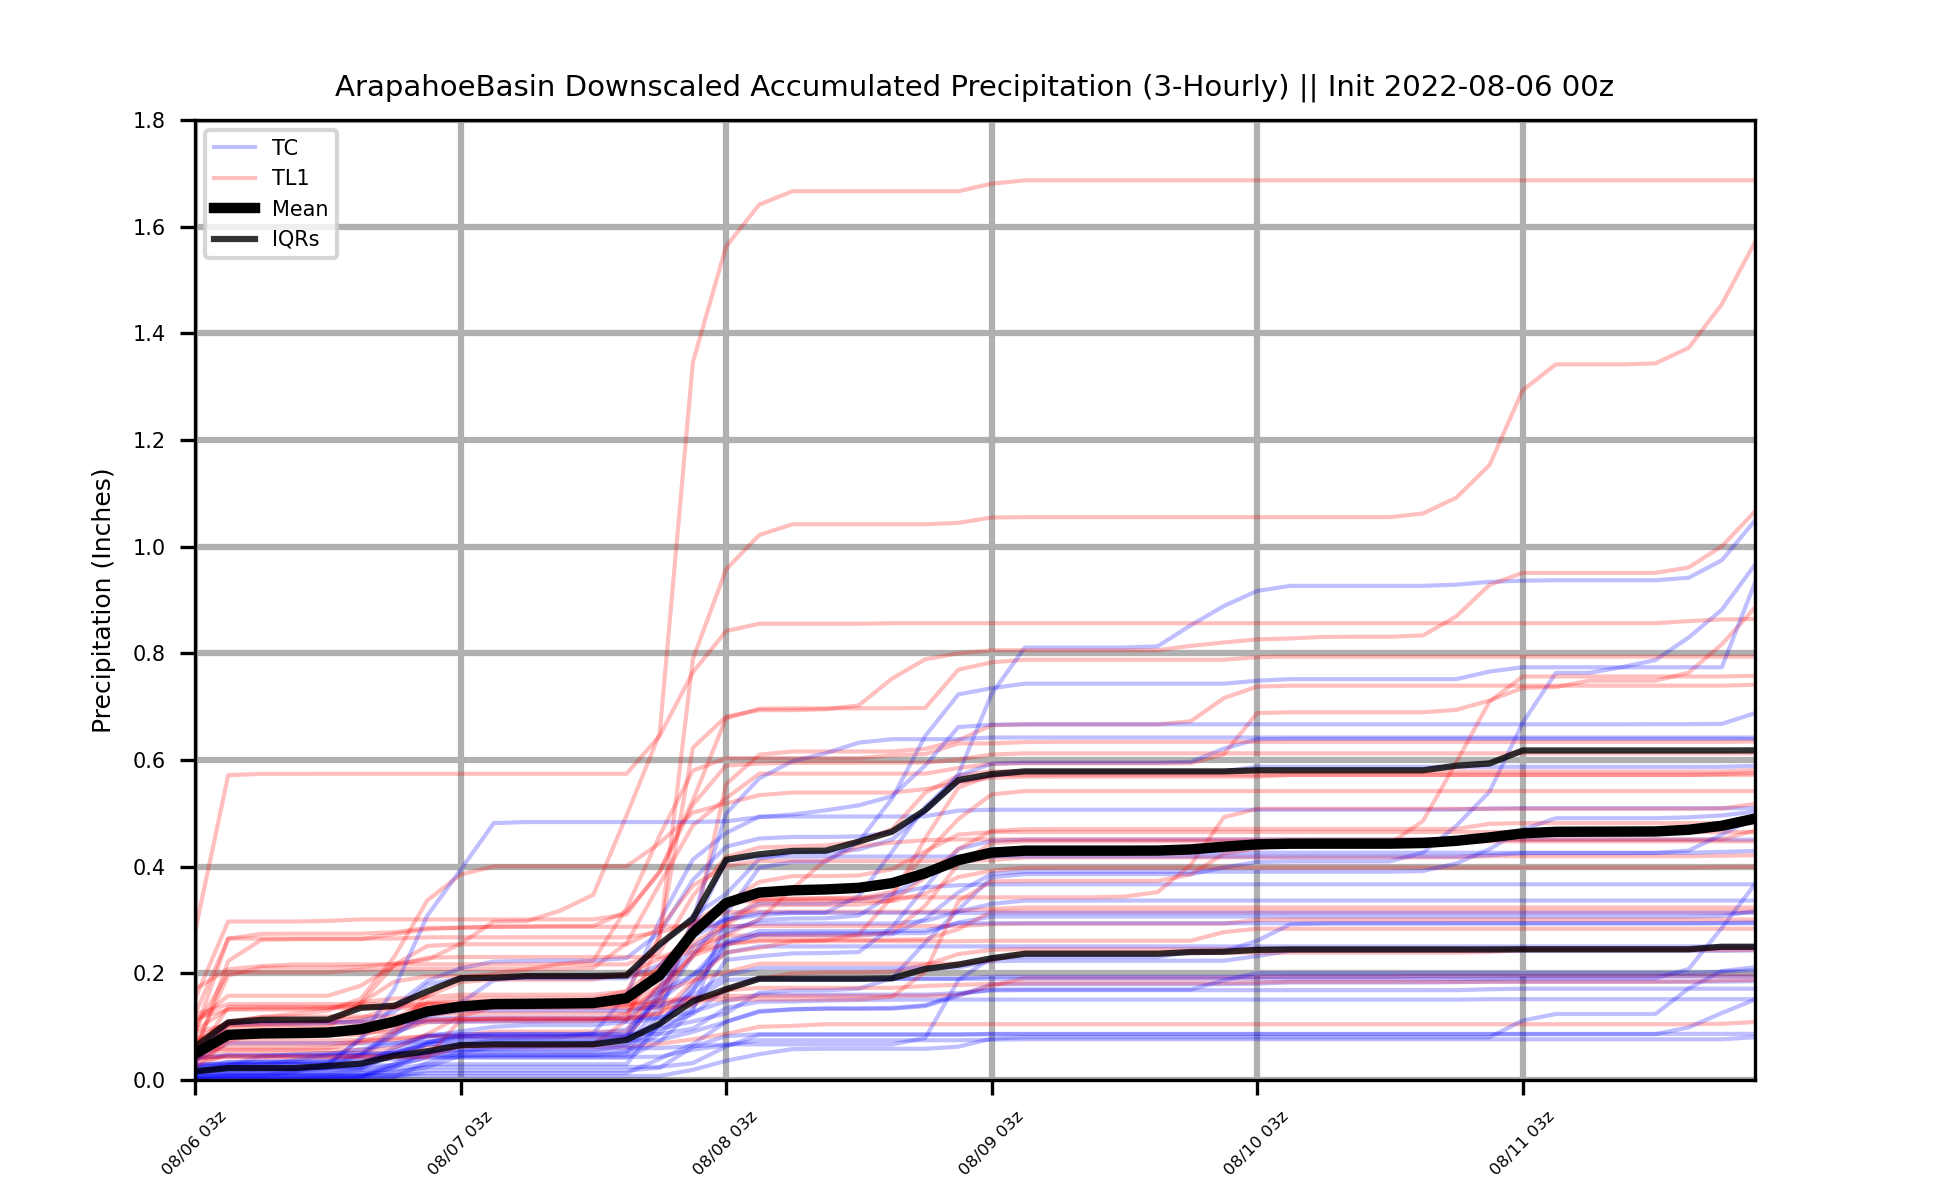 ArapahoeBasin Downscaled Accumulated Precipitation (3-Hourly) || Init 2022-08-06 00z
TC
TL1
Mean
IQRs
Precipitation (Inches)
1.8
1.6
1.4
1.2
1.0
0.8
0.6
0.4
0.2
0.0
08/06 03z
08/07 03z
08/08 03z
08/09 03z
08/10 03z
08/11 03z